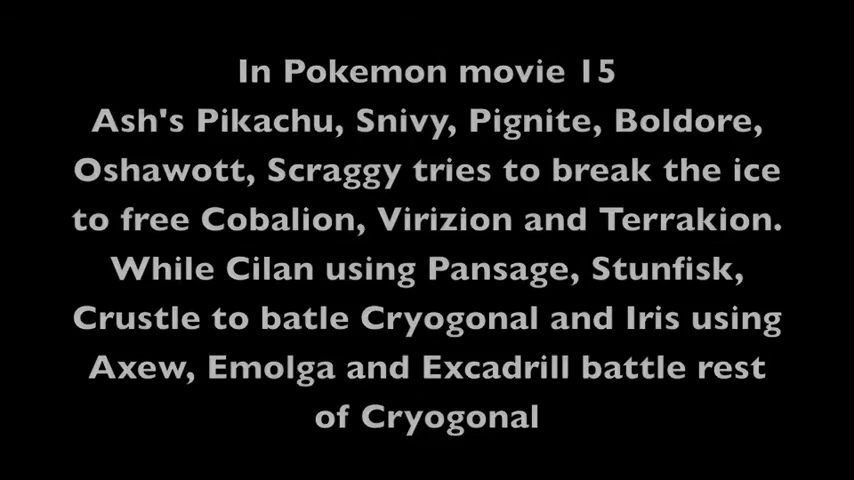 In Pokemon movie 15
Ash's Pikachu, Snivy, Pignite, Boldore,
Oshawott, Scraggy tries to break the ice
to free Cobalion, Virizion and Terrakion.
While Cilan using Pansage, Stunfisk,
Crustle to batle Cryogonal and Iris using
Axew, Emolga and Excadrill battle rest
of Cryogonal